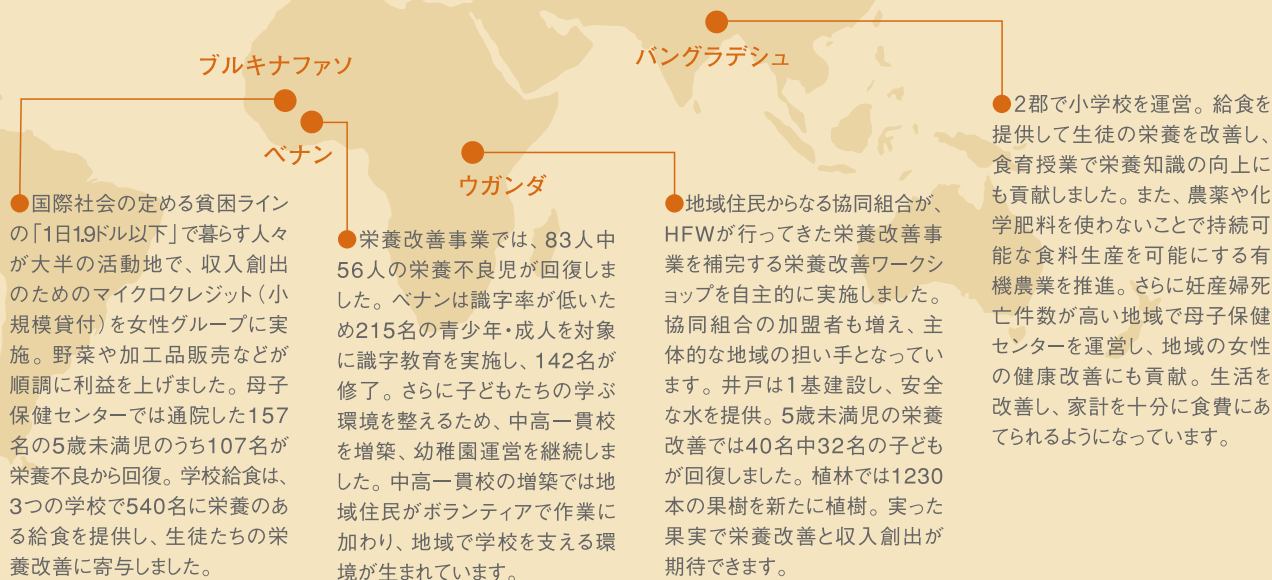 ブルキナファソ
●国際社会の定める貧困ライン
の「1日1.9ドル以下」で暮らす人々
が大半の活動地で、収入創出
のためのマイクロクレジット(小
規模貸付)を女性グループに実
施。野菜や加工品販売などが
順調に利益を上げました。母子
保健センターでは通院した157
名の5歳未満児のうち107名が
栄養不良から回復。学校給食は、
3つの学校で540名に栄養のあ
る給食を提供し、生徒たちの栄
養改善に寄与しました。
ベナン
●栄養改善事業では、83人中
56人の栄養不良児が回復しま
した。ベナンは識字率が低いた
め215名の青少年・成人を対象
に識字教育を実施し、142名が
修了。さらに子どもたちの学ぶ
環境を整えるため、中高一貫校
を増築、幼稚園運営を継続しま
した。中高一貫校の増築では地
域住民がボランティアで作業に
加わり、地域で学校を支える環
境が生まれています。
ウガンダ
●地域住民からなる協同組合が、
HFWが行ってきた栄養改善事
業を補完する栄養改善ワークシ
ョップを自主的に実施しました。
協同組合の加盟者も増え、主
体的な地域の担い手となってい
ます。井戸は1基建設し、安全
な水を提供。5歳未満児の栄養
改善では40名中32名の子ども
が回復しました。植林では1230
本の果樹を新たに植樹。実った
果実で栄養改善と収入創出が
期待できます。
バングラデシュ
●2郡で小学校を運営。給食を
提供して生徒の栄養を改善し、
食育授業で栄養知識の向上に
も貢献しました。また、農薬や化
学肥料を使わないことで持続可
能な食料生産を可能にする有
機農業を推進。さらに妊産婦死
亡件数が高い地域で母子保健
センターを運営し、地域の女性
の健康改善にも貢献。生活を
改善し、家計を十分に食費にあ
てられるようになっています。